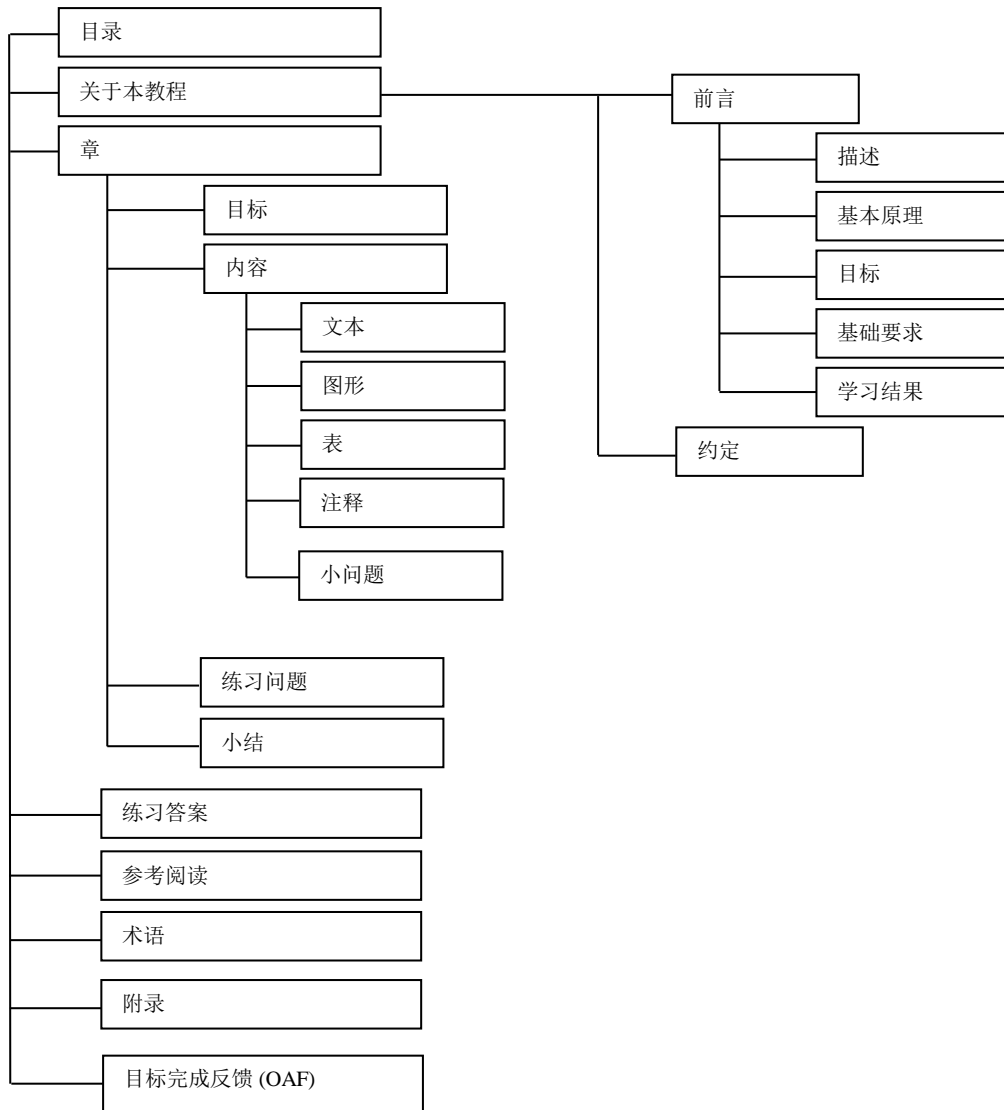 目录
关于本教程
前言
描述
基本原理
目标
基础要求
学习结果
约定
章
目标
内容
文本
图形
表
注释
小问题
练习问题
小结
练习答案
参考阅读
术语
附录
目标完成反馈 (OAF)